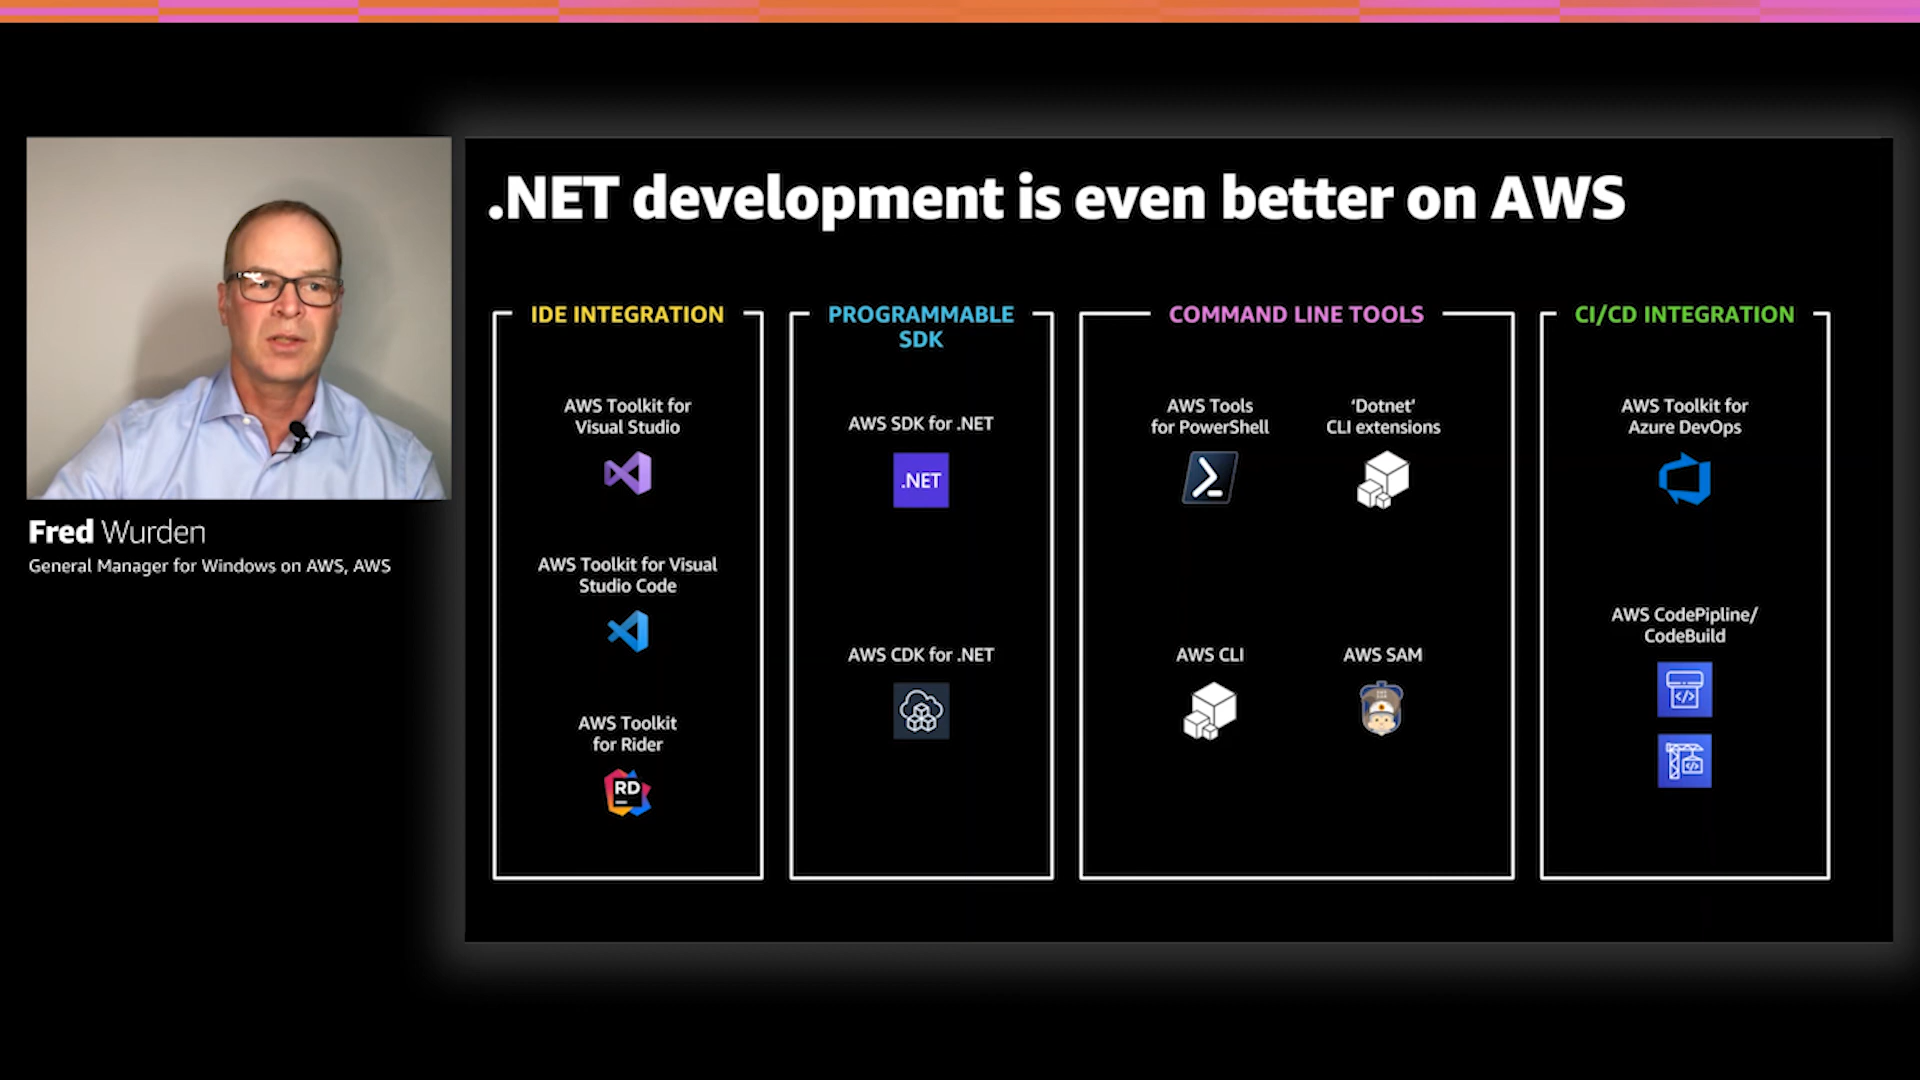 .NET development is even better on AWS
Fred Wurden
General Manager for Windows on AWS, AWS
IDE INTEGRATION
AWS Toolkit for
Visual Studio
AWS Toolkit for Visual
Studio Code
AWS Toolkit
for Rider
RD
PROGRAMMABLE
SDK
AWS SDK for .NET
.NET
AWS CDK for .NET
COMMAND LINE TOOLS
AWS Tools
for PowerShell
‘Dotnet’
CLI extensions
AWS CLI
AWS SAM
CI/CD INTEGRATION
AWS Toolkit for
Azure DevOps
AWS CodePipline/
CodeBuild